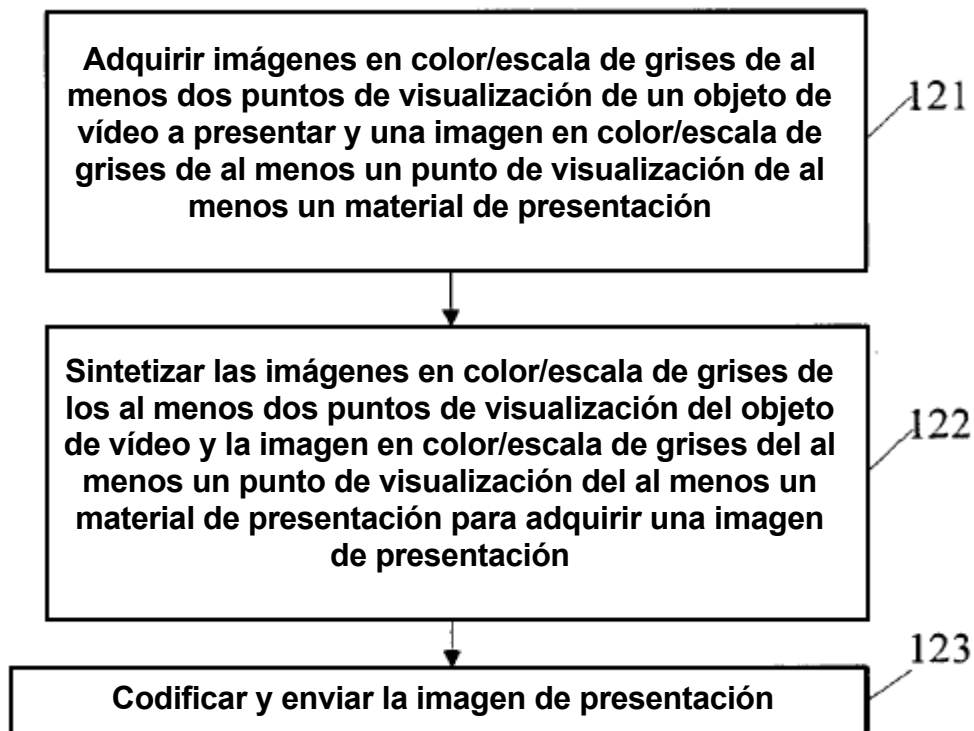 Adquirir imágenes en color/escala de grises de al
menos dos puntos de visualización de un objeto de
vídeo a presentar y una imagen en color/escala de
grises de al menos un punto de visualización de al
menos un material de presentación
121
Sintetizar las imágenes en color/escala de grises de
los al menos dos puntos de visualización del objeto
de vídeo y la imagen en color/escala de grises del al
menos un punto de visualización del al menos un
material de presentación para adquirir una imagen
de presentación
122
Codificar y enviar la imagen de presentación
123